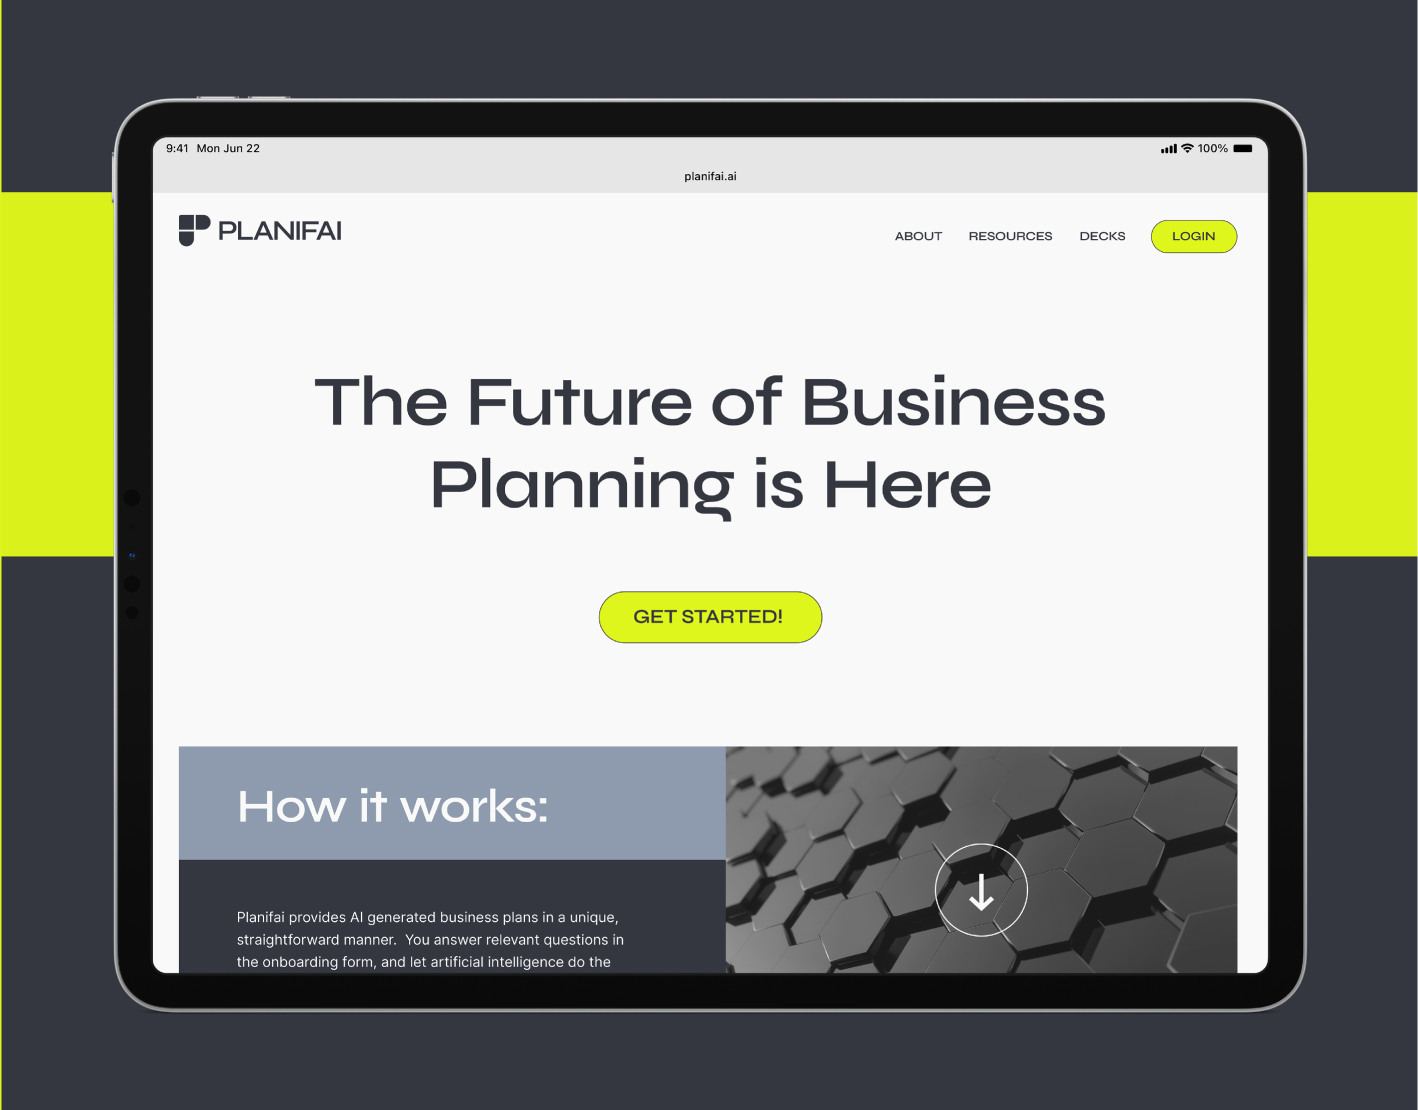 9:41 Mon Jun 22
100%
planifai.ai
PLANIFAI
ABOUT RESOURCES DECKS LOGIN
The Future of Business
Planning is Here
GET STARTED!
How it works:
Planifai provides AI generated business plans in a unique,
straightforward manner.  You answer relevant questions in
the onboarding form, and let artificial intelligence do the